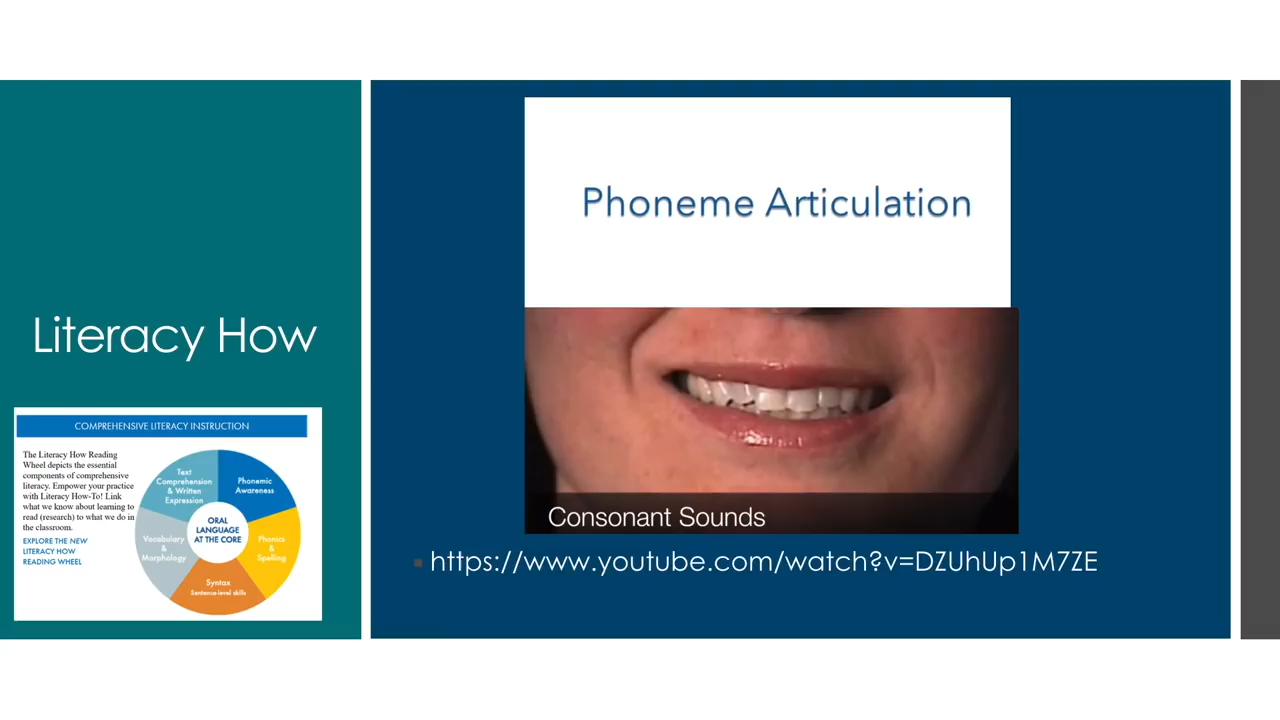 Literacy How
COMPREHENSIVE LITERACY INSTRUCTION
The Literacy How Reading
Wheel depicts the essential
components of comprehensive
literacy. Empower your practice
with Literacy How-To! Link
what we know about learning to
read (research) to what we do in
the classroom.
EXPLORE THE NEW
LITERACY HOW
READING WHEEL
Text
Comprehension
& Written
Expression
Phonemic
Awareness
ORAL
LANGUAGE
AT THE CORE
Vocabulary
&
Morphology
Phonics
&
Spelling
Syntax
Sentence-level skills
Phoneme Articulation
Consonant Sounds
https://www.youtube.com/watch?v=DZUhUp1M7ZE